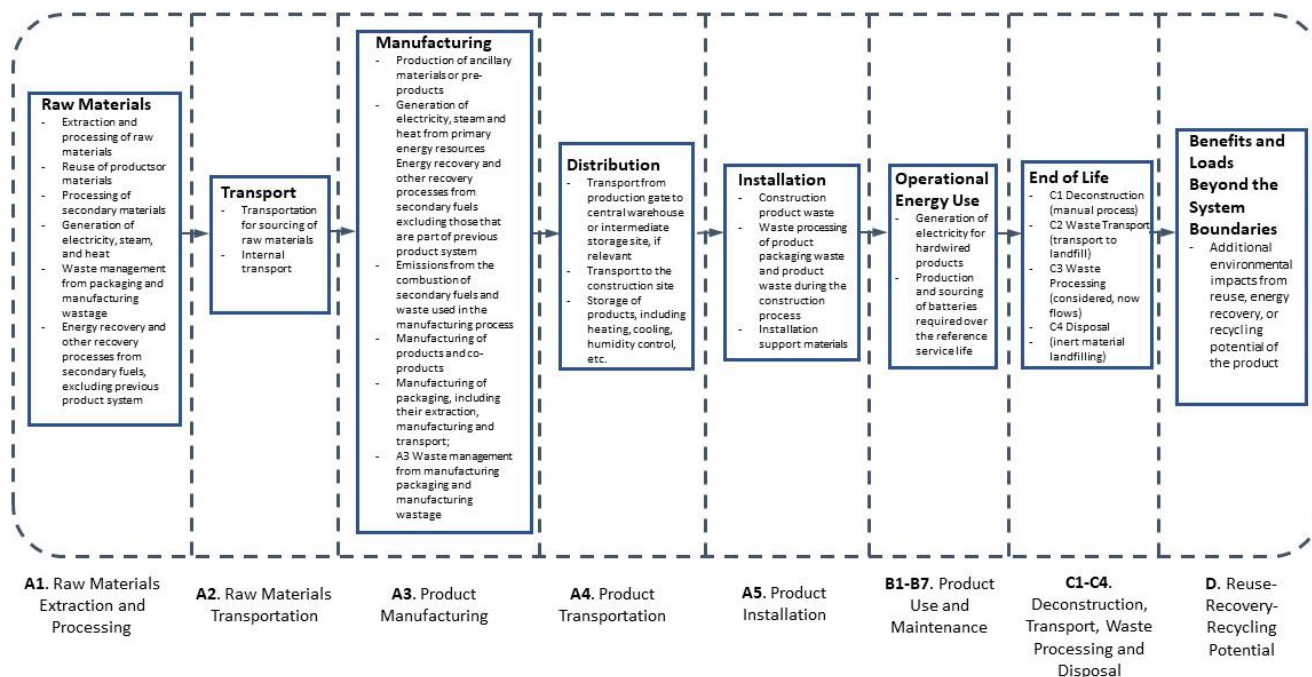 Raw Materials
- Extraction and
processing of raw
materials
- Reuse of productsor
materials
- Processing of
secondary materials
- Generation of
electricity, steam,
and heat
- Waste management
from packaging and
manufacturing
wastage
- Energy recovery and
other recovery
processes from
secondary fuels,
excluding previous
product system
Transport
- Transportation
for sourcing of
raw materials
- Internal
transport
Manufacturing
- Production of ancillary
materials or pre-
products
- Generation of
electricity, steam and
heat from primary
energy resources
Energy recovery and
other recovery
processes from
secondary fuels
excluding those that
are part of previous
product system
- Emissions from the
combustion of
secondary fuels and
waste used in the
manufacturing process
- Manufacturing of
products and co-
products
- Manufacturing of
packaging, including
their extraction,
manufacturing and
transport;
- A3 Waste management
from manufacturing
packaging and
manufacturing
wastage
Distribution
- Transport from
production gate to
central warehouse
or intermediate
storage site, if
relevant
- Transport to the
construction site
- Storage of
products, including
heating, cooling,
humidity control,
etc.
Installation
- Construction
product waste
- Waste processing
of product
packaging waste
and product
waste during the
construction
process
- Installation
support materials
Operational
Energy Use
- Generation of
electricity for
hardwired
products
- Production
and sourcing
of batteries
required over
the reference
service life
End of Life
- C1 Deconstruction
(manual process)
- C2 Waste Transport
(transport to
landfill)
- C3 Waste
Processing
(considered, now
flows)
- C4 Disposal
- (inert material
landfilling)
Benefits and
Loads
Beyond the
System
Boundaries
- Additional
environmental
impacts from
reuse, energy
recovery, or
recycling
potential of
the product
A1. Raw Materials
Extraction and
Processing
A2. Raw Materials
Transportation
A3. Product
Manufacturing
A4. Product
Transportation
A5. Product
Installation
B1-B7. Product
Use and
Maintenance
C1-C4.
Deconstruction,
Transport, Waste
Processing and
Disposal
D. Reuse-
Recovery-
Recycling
Potential